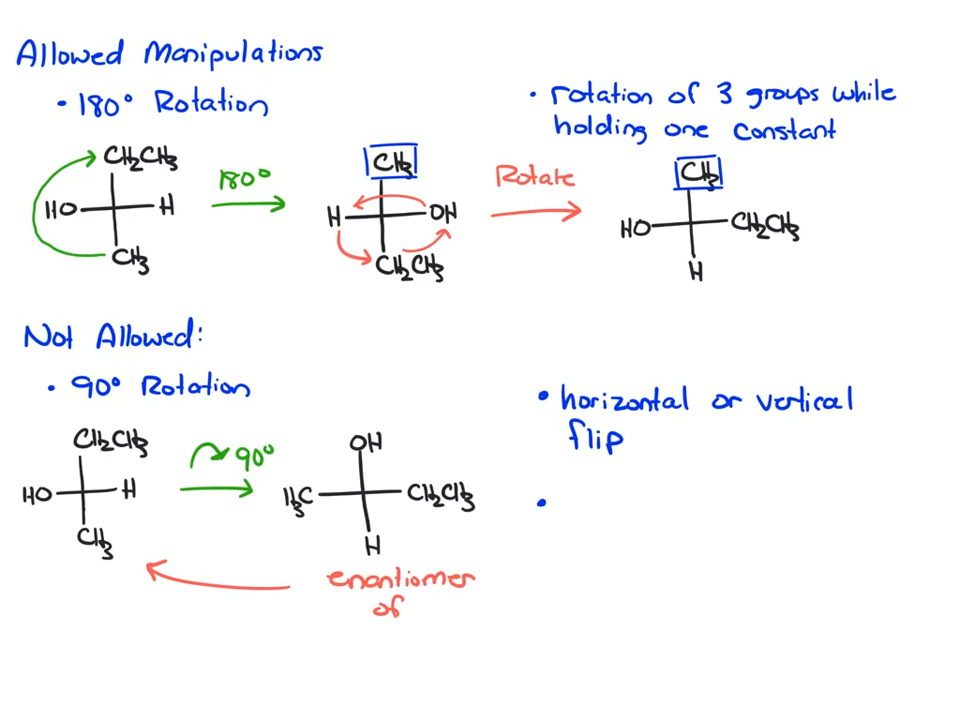 Allowed Manipulations
• 180° Rotation
• rotation of 3 groups while
holding one constant
CH2CH3
HO
H
CH3
180°
CH3
H
OH
CH2CH3
Rotate
CH3
HO
CH2CH3
H
Not Allowed:
• 90° Rotation
• horizontal or vertical
flip
CH2CH3
HO
H
CH3
90°
OH
H3C
CH2CH3
H
enantiomer
of
•